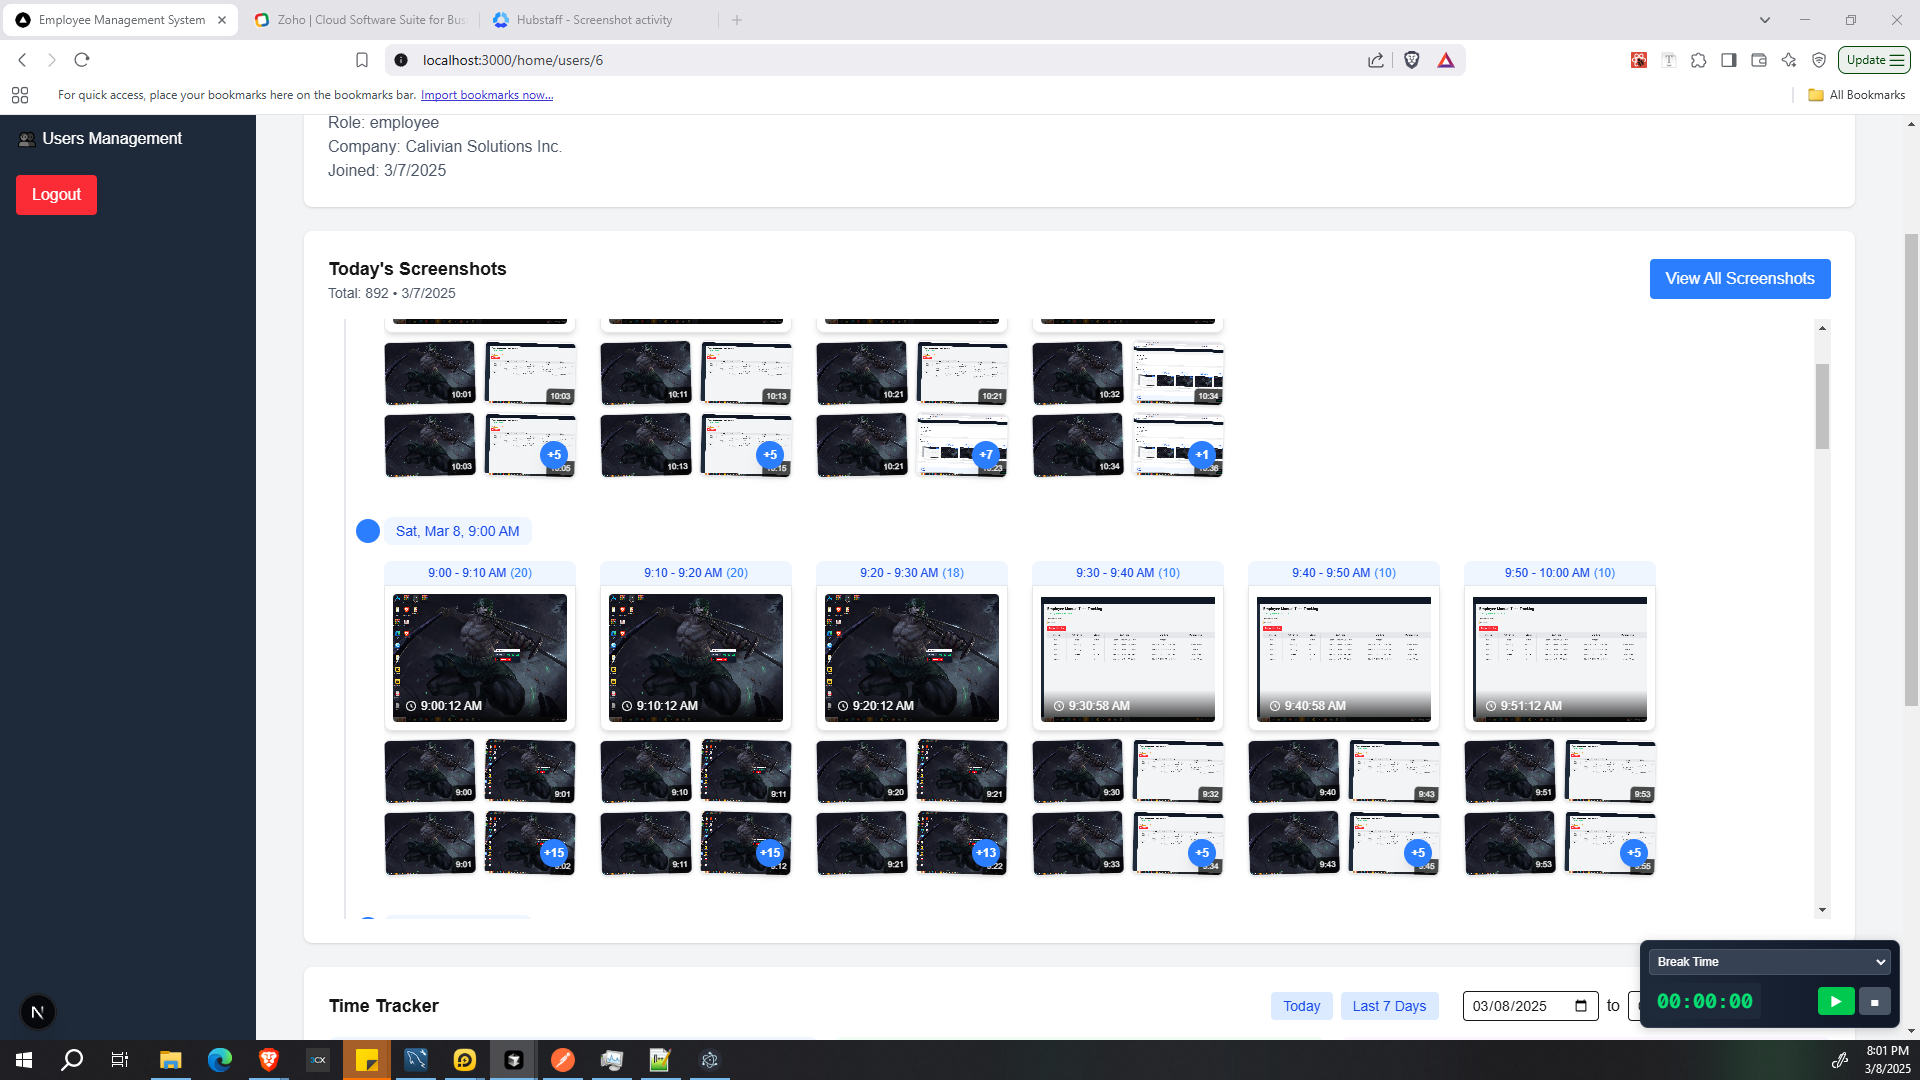 Employee Management System
Zoho | Cloud Software Suite for Bus
Hubstaff - Screenshot activity
localhost:3000/home/users/6
Update
For quick access, place your bookmarks here on the bookmarks bar. Import bookmarks now...
All Bookmarks
Users Management
Logout
Role: employee
Company: Calivian Solutions Inc.
Joined: 3/7/2025
Today's Screenshots
Total: 892 • 3/7/2025
View All Screenshots
10:01 10:03 10:11 10:13 10:21 10:21 10:32 10:34
10:03 +5 10:13 +5 10:21 +7 10:34 +1
Sat, Mar 8, 9:00 AM
9:00 - 9:10 AM (20)
9:10 - 9:20 AM (20)
9:20 - 9:30 AM (18)
9:30 - 9:40 AM (10)
9:40 - 9:50 AM (10)
9:50 - 10:00 AM (10)
9:00:12 AM
9:10:12 AM
9:20:12 AM
9:30:58 AM
9:40:58 AM
9:51:12 AM
9:00 9:01 9:10 9:11 9:20 9:21 9:30 9:32 9:40 9:43 9:51 9:53
9:01 +15 9:11 +15 9:21 +13 9:33 +5 9:43 +5 9:53 +5
Time Tracker
Today
Last 7 Days
03/08/2025
to
Break Time
00:00:00
N
3CX
8:01 PM
3/8/2025